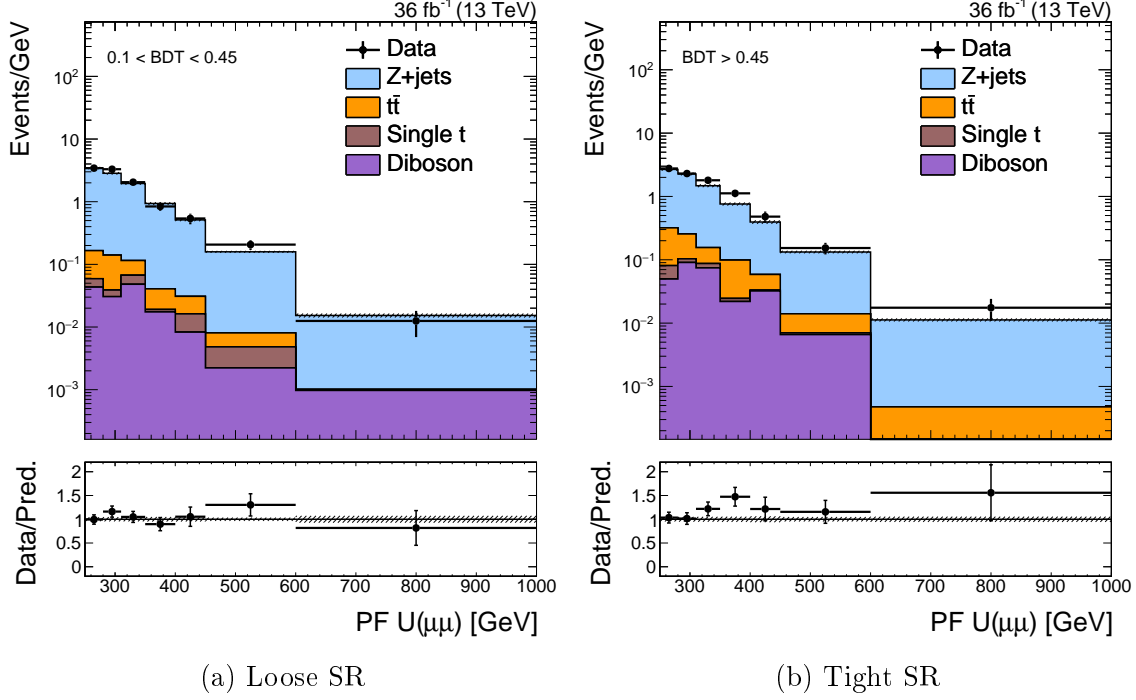 36 fb⁻¹ (13 TeV)
0.1 < BDT < 0.45
Data
Z+jets
tt̄
Single t
Diboson
Events/GeV
10²
10
1
10⁻¹
10⁻²
10⁻³
Data/Pred.
2
1.5
1
0.5
0
300 400 500 600 700 800 900 1000
PF U(μμ) [GeV]
(a) Loose SR
36 fb⁻¹ (13 TeV)
BDT > 0.45
Data
Z+jets
tt̄
Single t
Diboson
Events/GeV
10²
10
1
10⁻¹
10⁻²
10⁻³
Data/Pred.
2
1.5
1
0.5
0
300 400 500 600 700 800 900 1000
PF U(μμ) [GeV]
(b) Tight SR